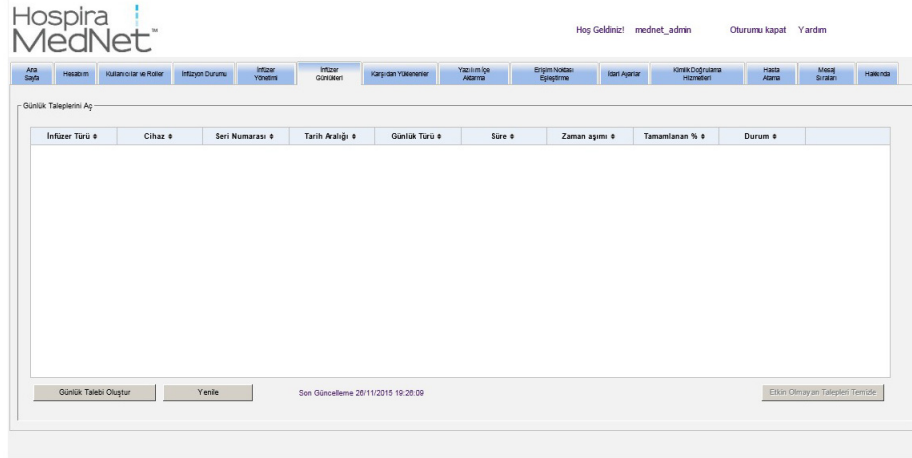 Hospira
MedNet™
Hoş Geldiniz! mednet_admin Oturumu kapat Yardım
Ana Sayfa
Hesabım
Kullanıcılar ve Roller
İnfüzyon Durumu
İnfüzer Yönetimi
İnfüzer Günlükleri
Karşıdan Yüklenenler
Yazılım İçe Aktarma
Erişim Noktası Eşleştirme
İdari Ayarlar
Kimlik Doğrulama Hizmetleri
Hasta Atama
Mesaj Sıraları
Hakkında
Günlük Taleplerini Aç
İnfüzer Türü Cihaz Seri Numarası Tarih Aralığı Günlük Türü Süre Zaman aşımı Tamamlanan % Durum
Günlük Talebi Oluştur Yenile Son Güncelleme 26/11/2015 19:26:09 Etkin Olmayan Talepleri Temizle